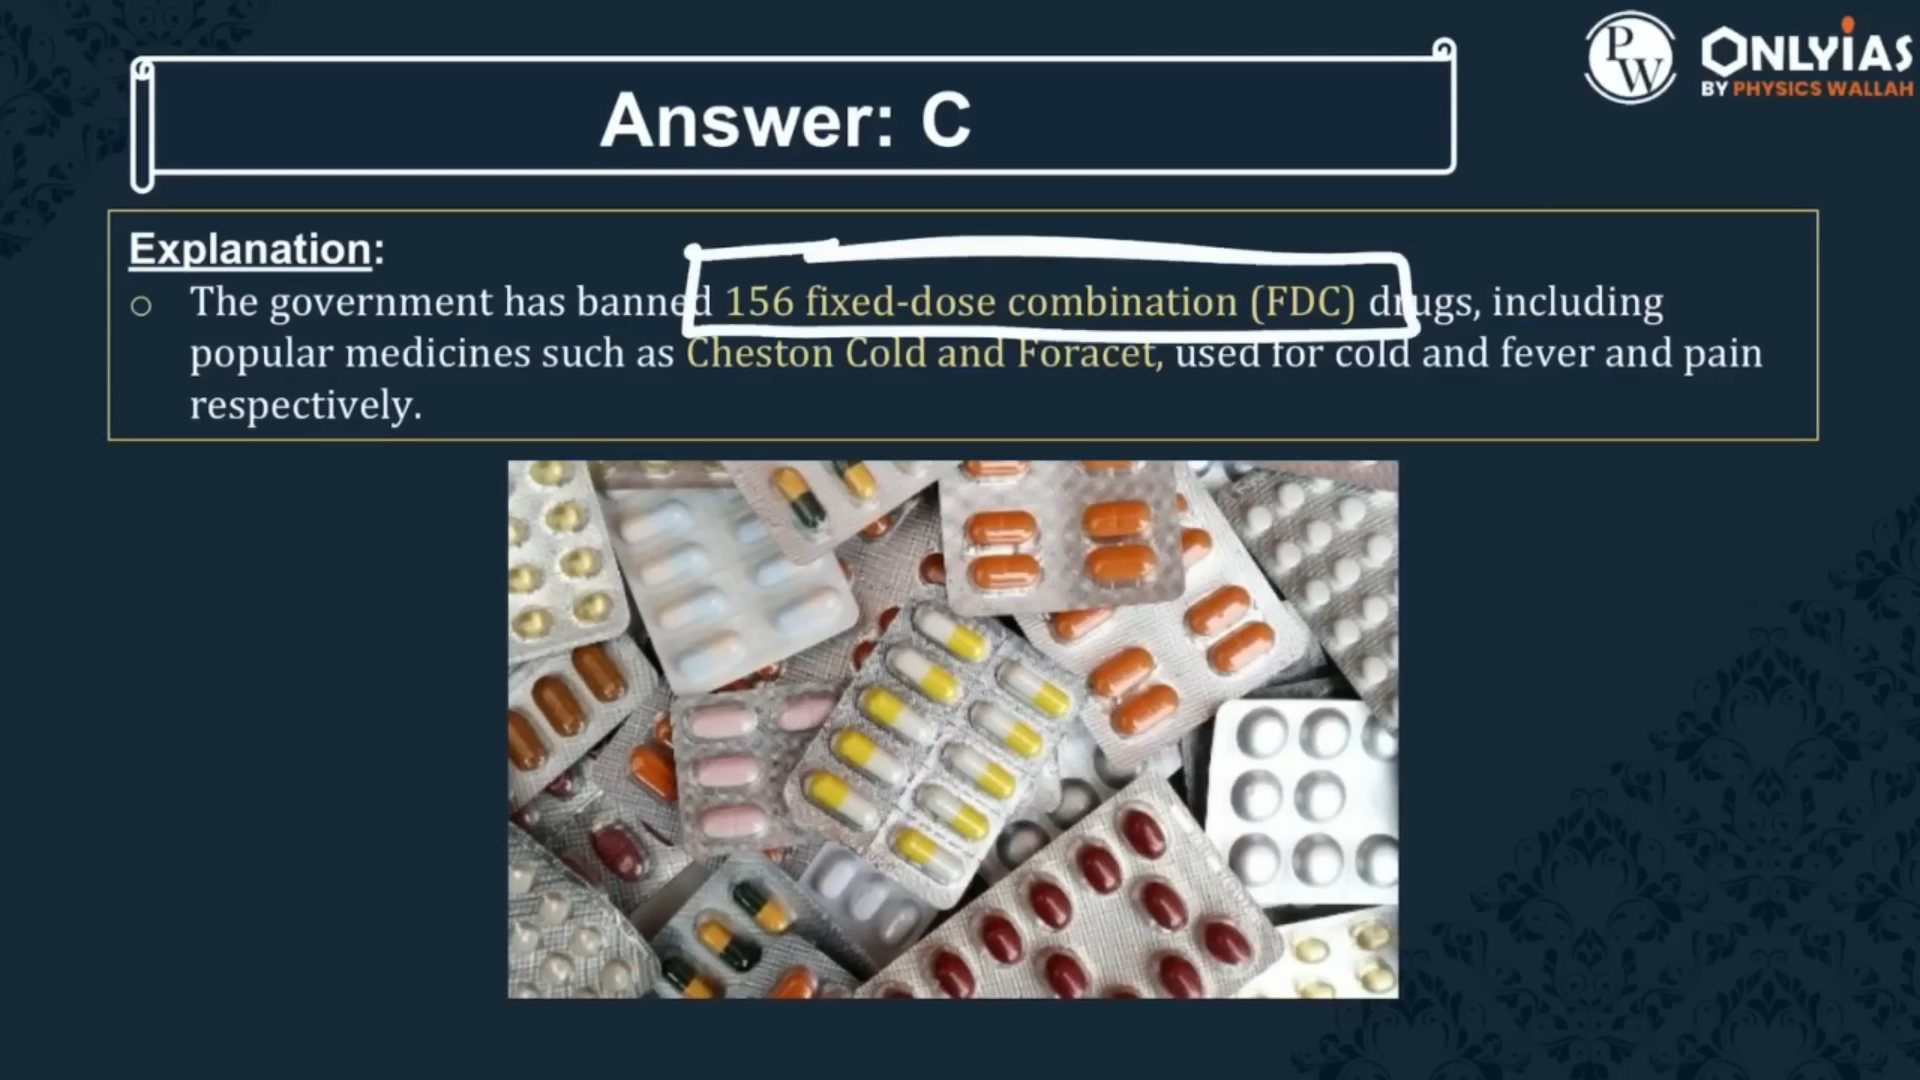 PW
ONLYIAS
BY PHYSICS WALLAH
Answer: C
Explanation:
The government has banned 156 fixed-dose combination (FDC) drugs, including
popular medicines such as Cheston Cold and Foracet, used for cold and fever and pain
respectively.